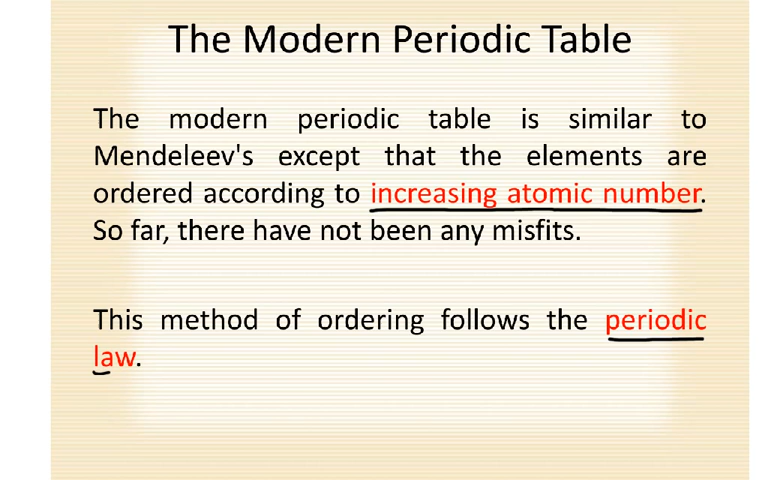 The Modern Periodic Table
The modern periodic table is similar to
Mendeleev's except that the elements are
ordered according to increasing atomic number.
So far, there have not been any misfits.
This method of ordering follows the periodic
law.